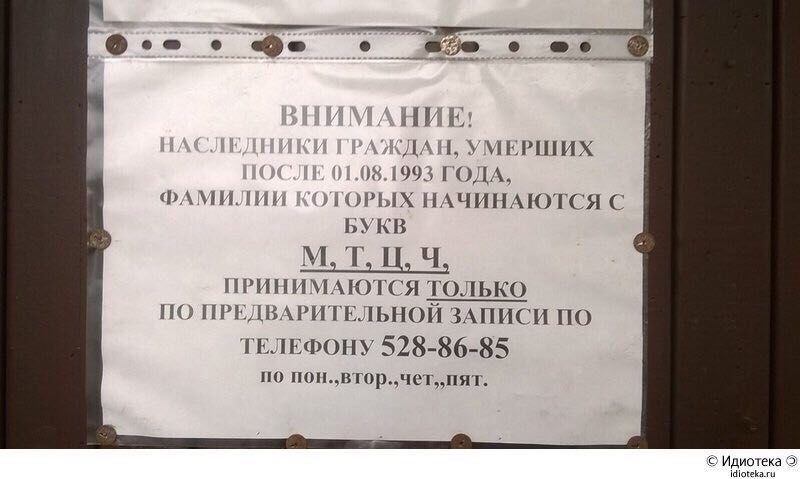 ВНИМАНИЕ!
НАСЛЕДНИКИ ГРАЖДАН, УМЕРШИХ
ПОСЛЕ 01.08.1993 ГОДА,
ФАМИЛИИ КОТОРЫХ НАЧИНАЮТСЯ С
БУКВ
М, Т, Ц, Ч,
ПРИНИМАЮТСЯ ТОЛЬКО
ПО ПРЕДВАРИТЕЛЬНОЙ ЗАПИСИ ПО
ТЕЛЕФОНУ 528-86-85
по пон.,втор.,чет,,пят.
© Идиотека
idioteka.ru